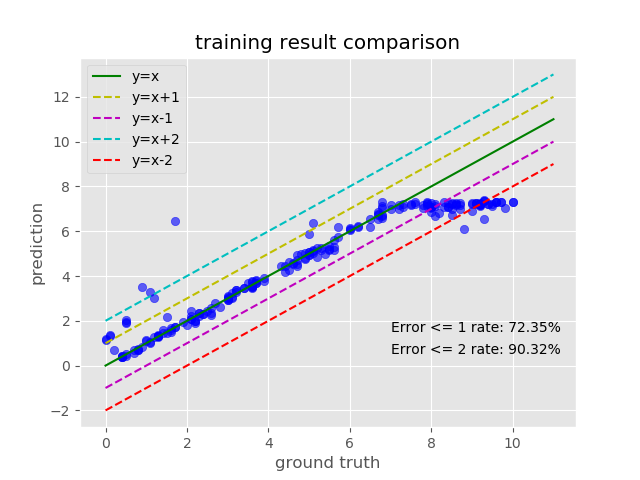 training result comparison
y=x
y=x+1
y=x-1
y=x+2
y=x-2
12
10
8
6
4
2
0
−2
prediction
Error <= 1 rate: 72.35%
Error <= 2 rate: 90.32%
0 2 4 6 8 10
ground truth